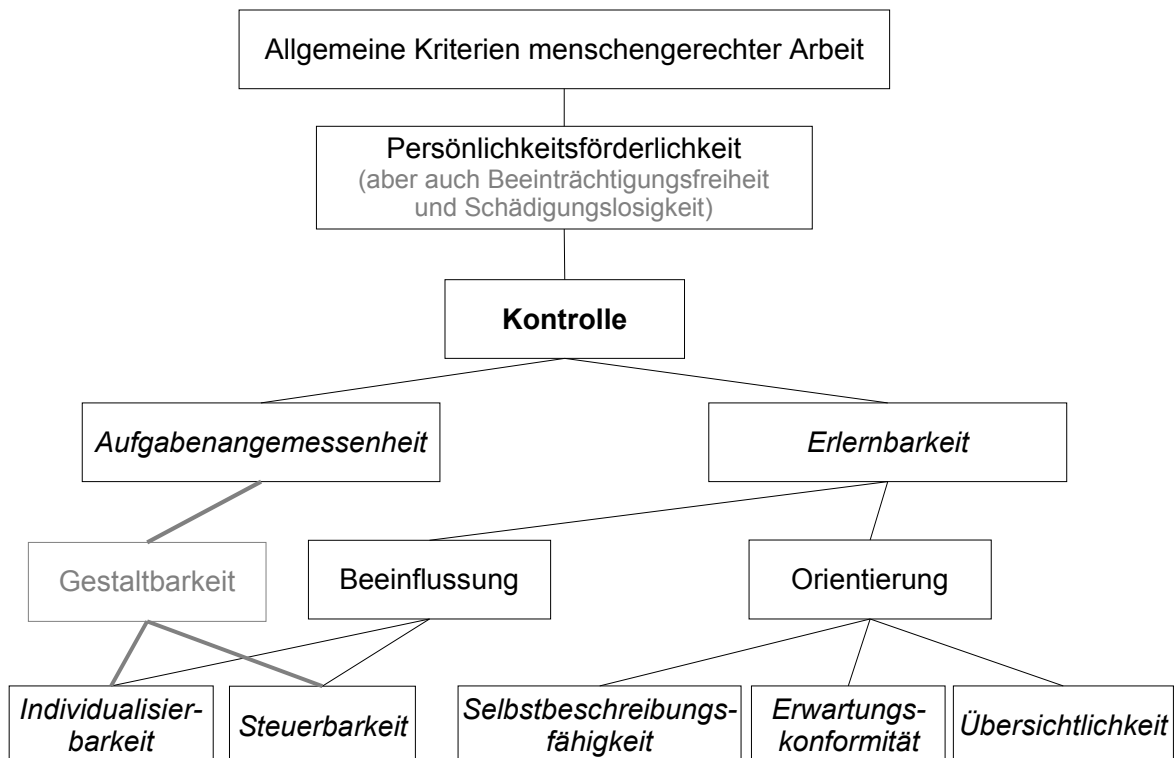 Allgemeine Kriterien menschengerechter Arbeit
Persönlichkeitsförderlichkeit
(aber auch Beeinträchtigungsfreiheit
und Schädigungslosigkeit)
Kontrolle
Aufgabenangemessenheit
Erlernbarkeit
Gestaltbarkeit
Beeinflussung
Orientierung
Individualisier-
barkeit
Steuerbarkeit
Selbstbeschreibungs-
fähigkeit
Erwartungs-
konformität
Übersichtlichkeit